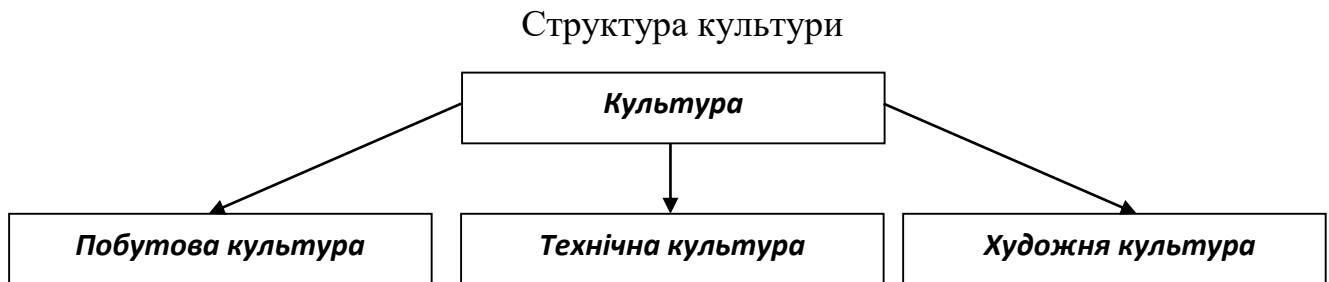 Структура культури
Культура
Побутова культура
Технічна культура
Художня культура